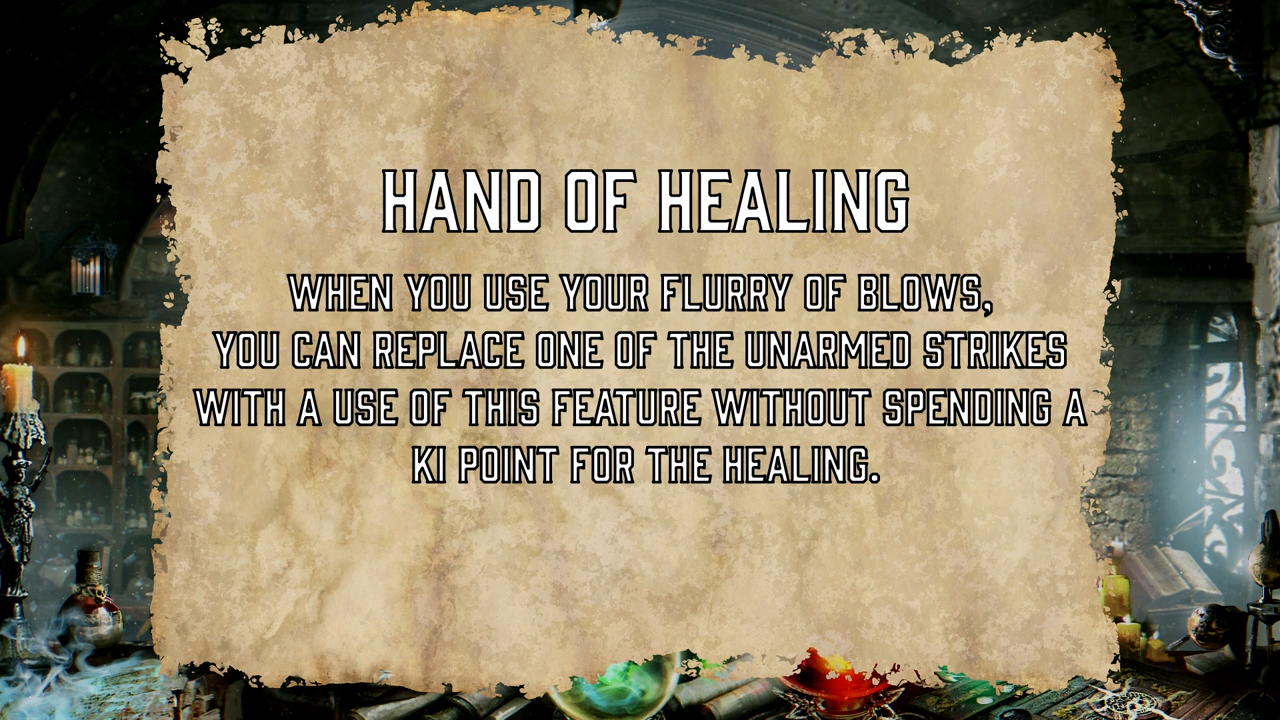 HAND OF HEALING
WHEN YOU USE YOUR FLURRY OF BLOWS,
YOU CAN REPLACE ONE OF THE UNARMED STRIKES
WITH A USE OF THIS FEATURE WITHOUT SPENDING A
KI POINT FOR THE HEALING.